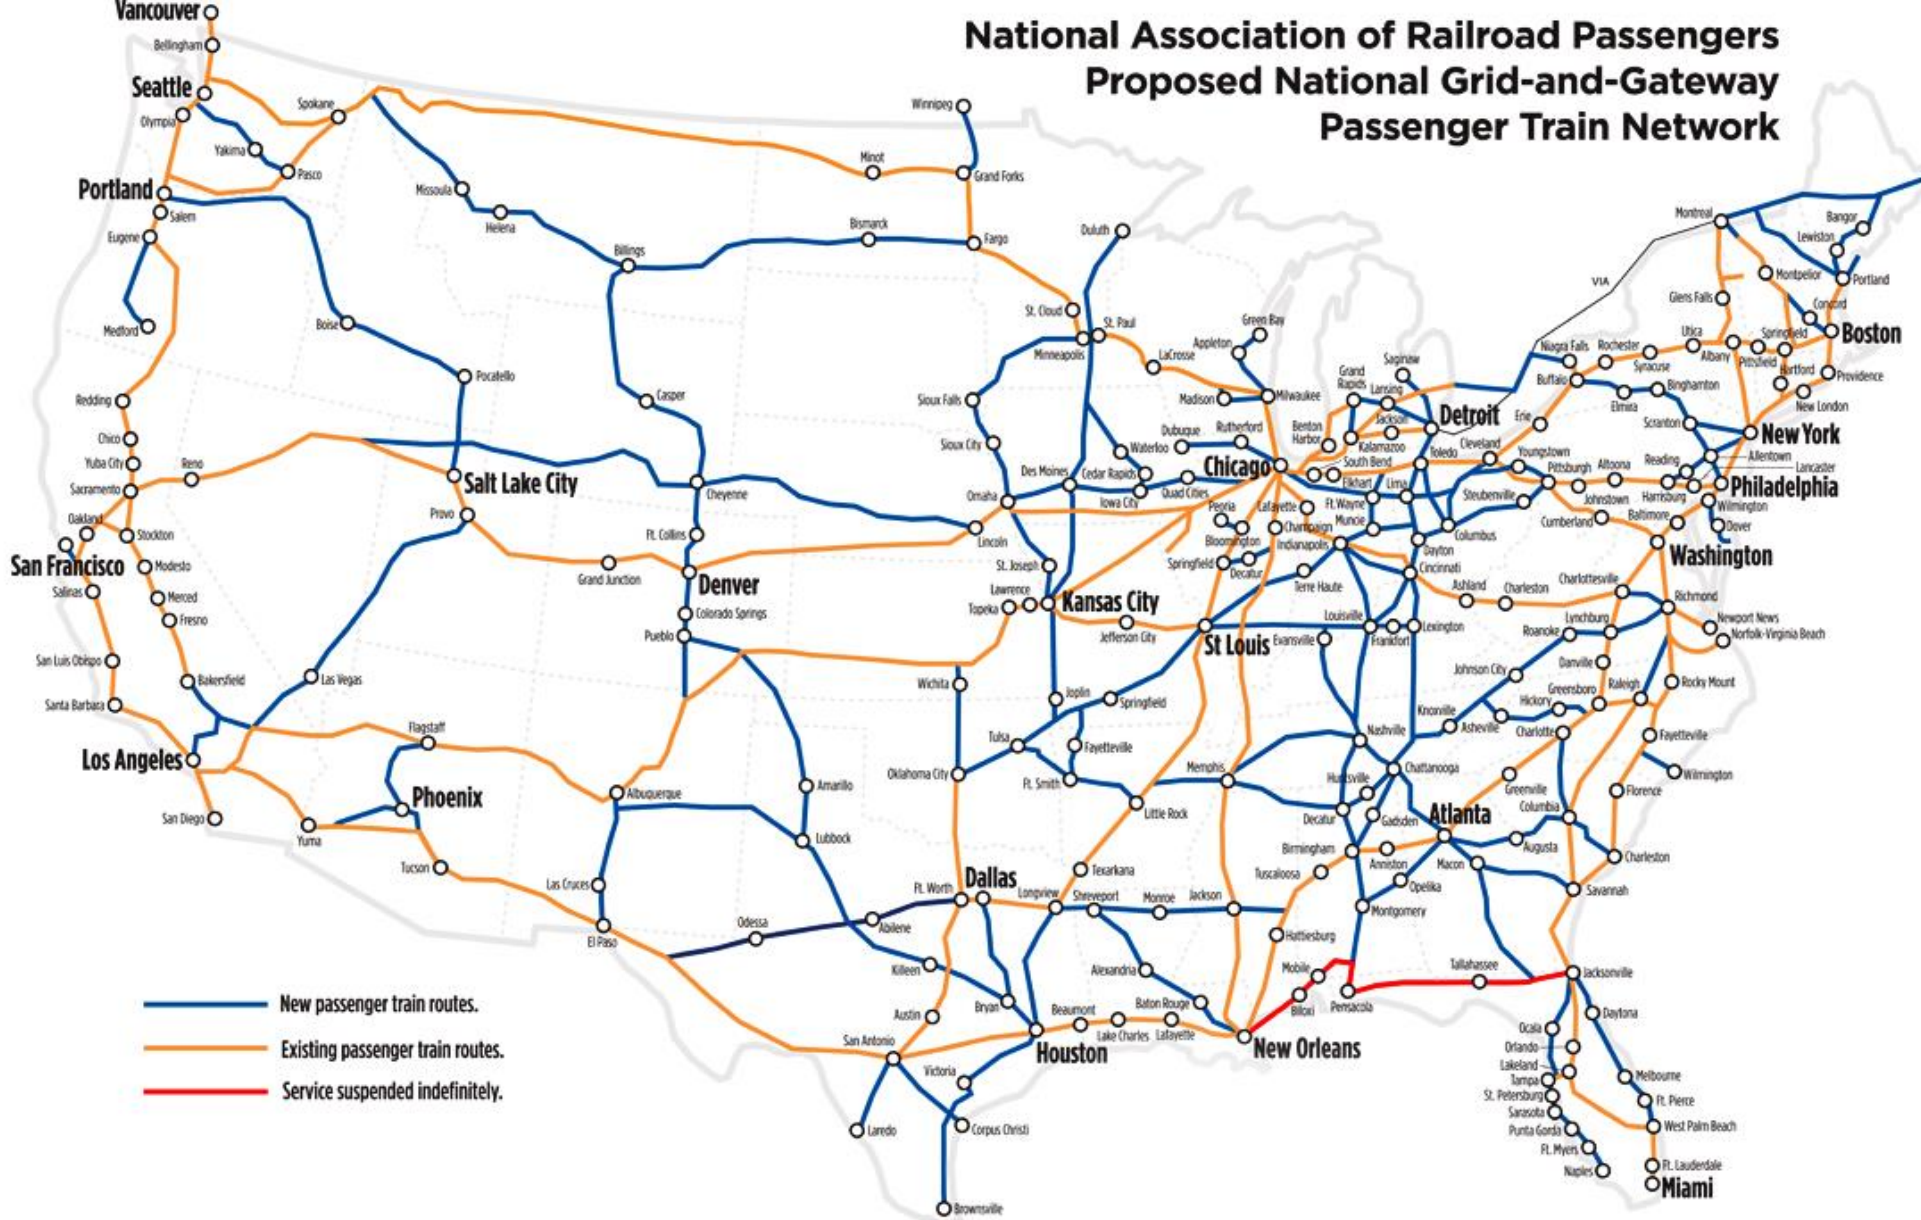 National Association of Railroad Passengers
Proposed National Grid-and-Gateway
Passenger Train Network
Vancouver
Bellingham
Seattle
Olympia
Spokane
Yakima
Pasco
Portland
Salem
Eugene
Medford
Missoula
Helena
Billings
Bismarck
Minot
Winnipeg
Grand Forks
Fargo
Duluth
St. Cloud
St. Paul
Minneapolis
Boise
Pocatello
Casper
Sioux Falls
Sioux City
Redding
Chico
Yuba City
Sacramento
Reno
Oakland
Stockton
San Francisco
Modesto
Salinas
Merced
Fresno
San Luis Obispo
Santa Barbara
Bakersfield
Las Vegas
Los Angeles
San Diego
Salt Lake City
Provo
Grand Junction
Cheyenne
Ft. Collins
Denver
Colorado Springs
Pueblo
Lincoln
Omaha
Des Moines
Cedar Rapids
Iowa City
Quad Cities
Waterloo
Dubuque
Rutherford
LaCrosse
Madison
Milwaukee
Appleton
Green Bay
Chicago
St. Joseph
Lawrence
Topeka
Kansas City
Jefferson City
Wichita
Joplin
Springfield
Tulsa
Fayetteville
Oklahoma City
Ft. Smith
Little Rock
Flagstaff
Phoenix
Yuma
Tucson
Albuquerque
Amarillo
Lubbock
Las Cruces
El Paso
Odessa
Abilene
Ft. Worth
Dallas
Longview
Texarkana
Shreveport
Monroe
Jackson
Killeen
Bryan
Austin
San Antonio
Victoria
Houston
Beaumont
Lake Charles
Lafayette
Baton Rouge
Alexandria
Laredo
Corpus Christi
Brownsville
New Orleans
Hattiesburg
Mobile
Biloxi
Pensacola
Tallahassee
Jacksonville
Daytona
Ocala
Orlando
Lakeland
Tampa
St. Petersburg
Sarasota
Punta Gorda
Ft. Myers
Naples
Melbourne
Ft. Pierce
West Palm Beach
Ft. Lauderdale
Miami
Saginaw
Grand
Rapids
Lansing
Jackson
Detroit
Benton
Harbor
Kalamazoo
South Bend
Elkhart
Toledo
Cleveland
Lima
Ft. Wayne
Muncie
Lafayette
Peoria
Champaign
Bloomington
Indianapolis
Springfield
Decatur
Terre Haute
Dayton
Columbus
Cincinnati
St Louis
Evansville
Louisville
Frankfort
Lexington
Ashland
Charleston
Charlottesville
Richmond
Newport News
Norfolk-Virginia Beach
Lynchburg
Roanoke
Johnson City
Danville
Greensboro
Raleigh
Rocky Mount
Hickory
Knoxville
Asheville
Charlotte
Fayetteville
Wilmington
Nashville
Memphis
Huntsville
Chattanooga
Decatur
Gadsden
Atlanta
Greenville
Columbia
Florence
Birmingham
Anniston
Macon
Augusta
Charleston
Tuscaloosa
Opelika
Savannah
Montgomery
Youngstown
Pittsburgh
Steubenville
Altoona
Johnstown
Cumberland
Harrisburg
Reading
Allentown
Lancaster
Philadelphia
Wilmington
Baltimore
Dover
Washington
Erie
Buffalo
Niagra Falls
Rochester
Syracuse
Utica
Albany
Elmira
Binghamton
Scranton
New York
New London
Providence
Hartford
Springfield
Pittsfield
Boston
Concord
Portland
Lewiston
Bangor
Montpelior
Glens Falls
Montreal
VIA
New passenger train routes.
Existing passenger train routes.
Service suspended indefinitely.